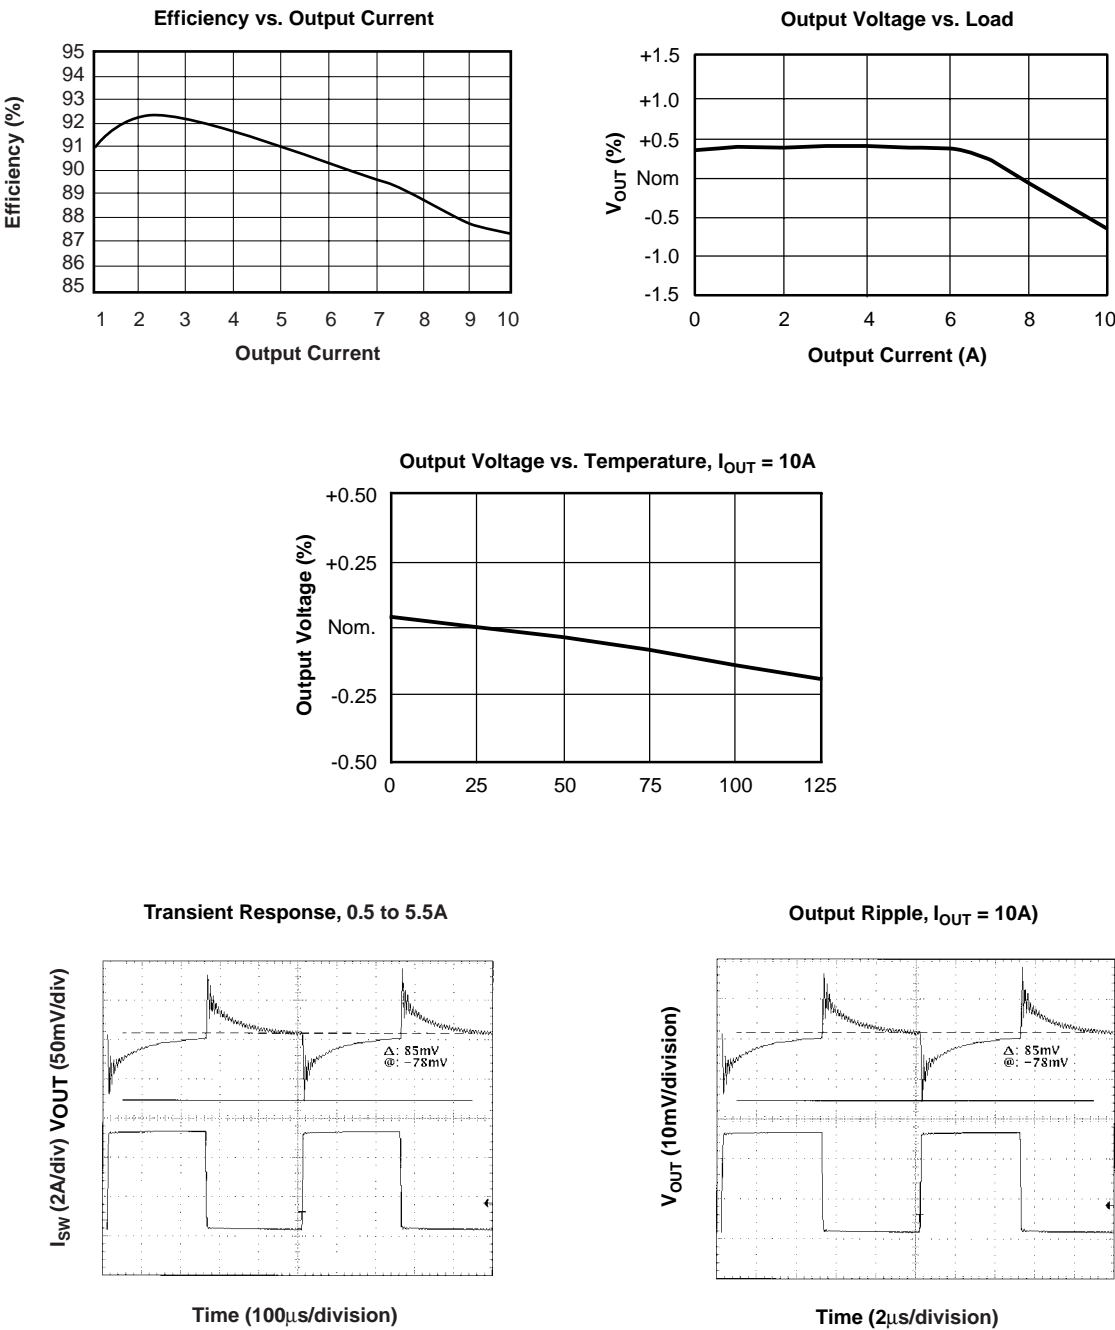 Efficiency vs. Output Current
95
94
93
92
91
90
89
88
87
86
85
Efficiency (%)
1 2 3 4 5 6 7 8 9 10
Output Current
Output Voltage vs. Load
+1.5
+1.0
+0.5
Nom
-0.5
-1.0
-1.5
VOUT (%)
0 2 4 6 8 10
Output Current (A)
Output Voltage vs. Temperature, IOUT = 10A
+0.50
+0.25
Nom.
-0.25
-0.50
Output Voltage (%)
0 25 50 75 100 125
Transient Response, 0.5 to 5.5A
ISW (2A/div) VOUT (50mV/div)
Δ: 85mV
@: -78mV
Time (100µs/division)
Output Ripple, IOUT = 10A)
VOUT (10mV/division)
Δ: 85mV
@: -78mV
Time (2µs/division)